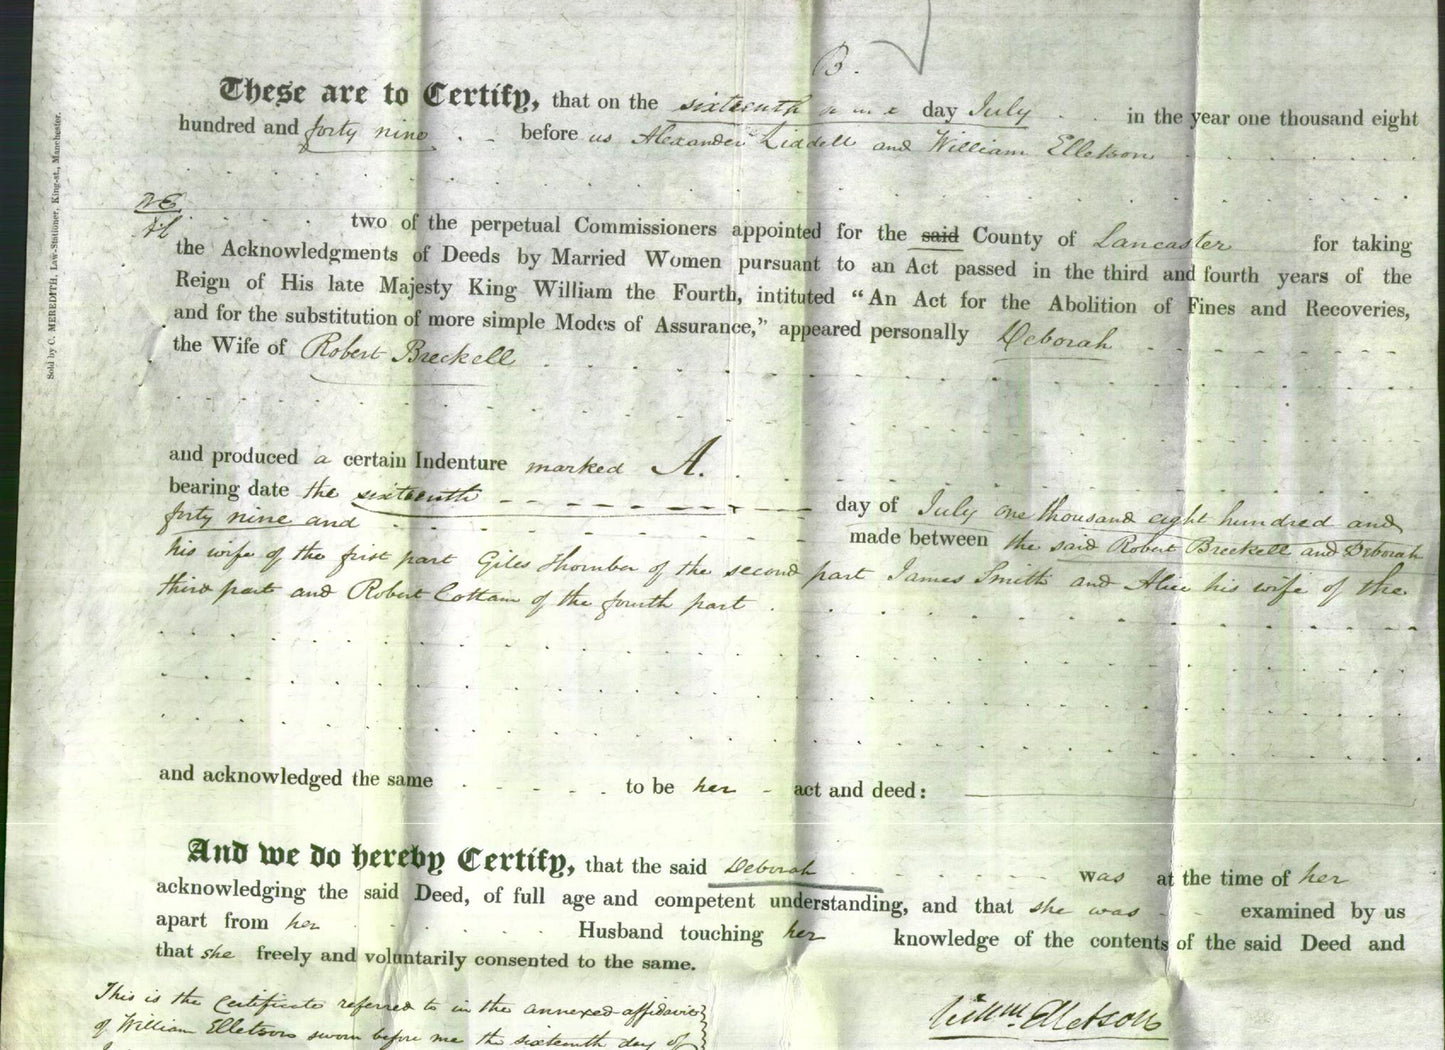 B.
These are to Certify, that on the sixteenth day July in the year one thousand eight
hundred and forty nine before us Alexander Liddell and William Elletson
WE
AL
two of the perpetual Commissioners appointed for the said County of Lancaster for taking
the Acknowledgments of Deeds by Married Women pursuant to an Act passed in the third and fourth years of the
Reign of His late Majesty King William the Fourth, intituted “An Act for the Abolition of Fines and Recoveries,
and for the substitution of more simple Modes of Assurance,” appeared personally Deborah
the Wife of Robert Breckell
and produced a certain Indenture marked A.
bearing date the sixteenth day of July one thousand eight hundred and
forty nine and made between the said Robert Breckell and Deborah
his wife of the first part Giles Thornber of the second part James Smith and Alice his wife of the
third part and Robert Cottam of the fourth part
and acknowledged the same to be her act and deed:
And we do hereby Certify, that the said Deborah was at the time of her
acknowledging the said Deed, of full age and competent understanding, and that she was examined by us
apart from her Husband touching her knowledge of the contents of the said Deed and
that she freely and voluntarily consented to the same.
This is the Certificate referred to in the annexed affidavit
of William Elletson sworn before me the sixteenth day of
Willm. Elletson
Sold by C. MEREDITH, Law-Stationer, King-st., Manchester.